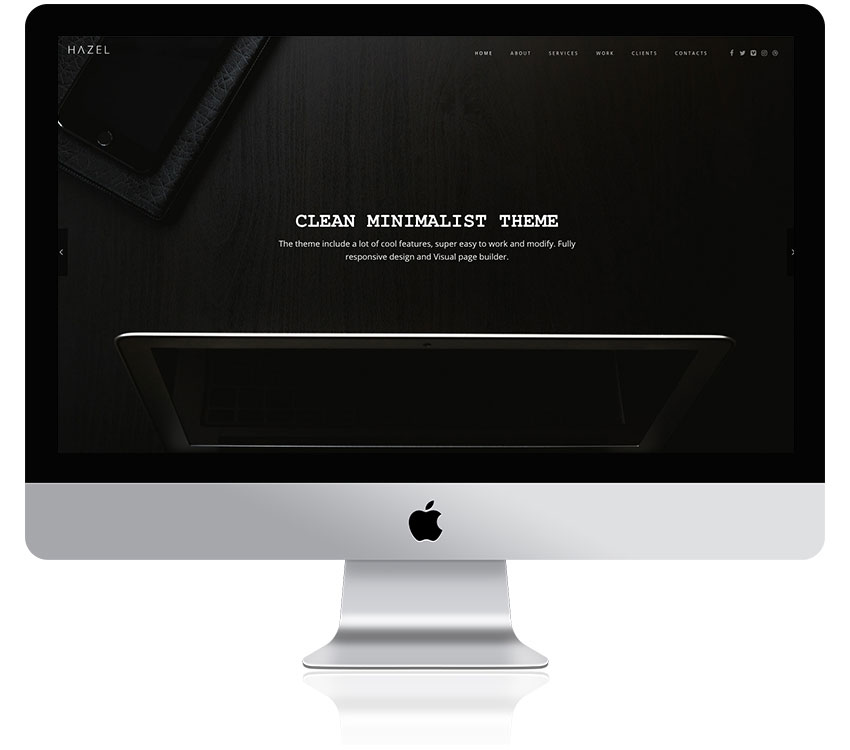 HAZEL
HOME ABOUT SERVICES WORK CLIENTS CONTACTS
CLEAN MINIMALIST THEME
The theme include a lot of cool features, super easy to work and modify. Fully
responsive design and Visual page builder.